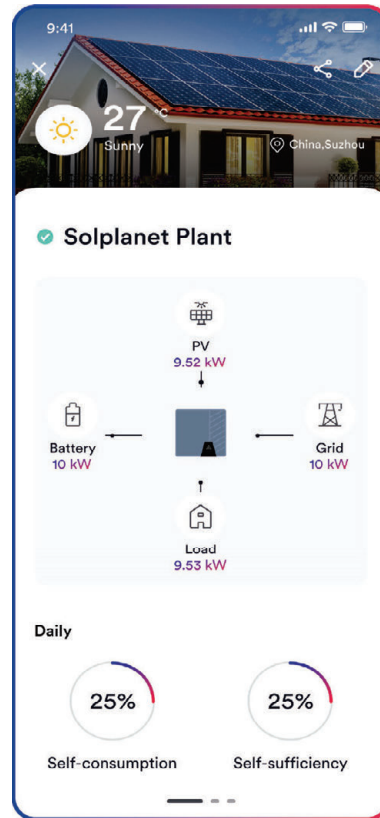 9:41
27 °C
Sunny
China,Suzhou
Solplanet Plant
PV
9.52 kW
Battery
10 kW
Grid
10 kW
Load
9.53 kW
Daily
25%
25%
Self-consumption
Self-sufficiency